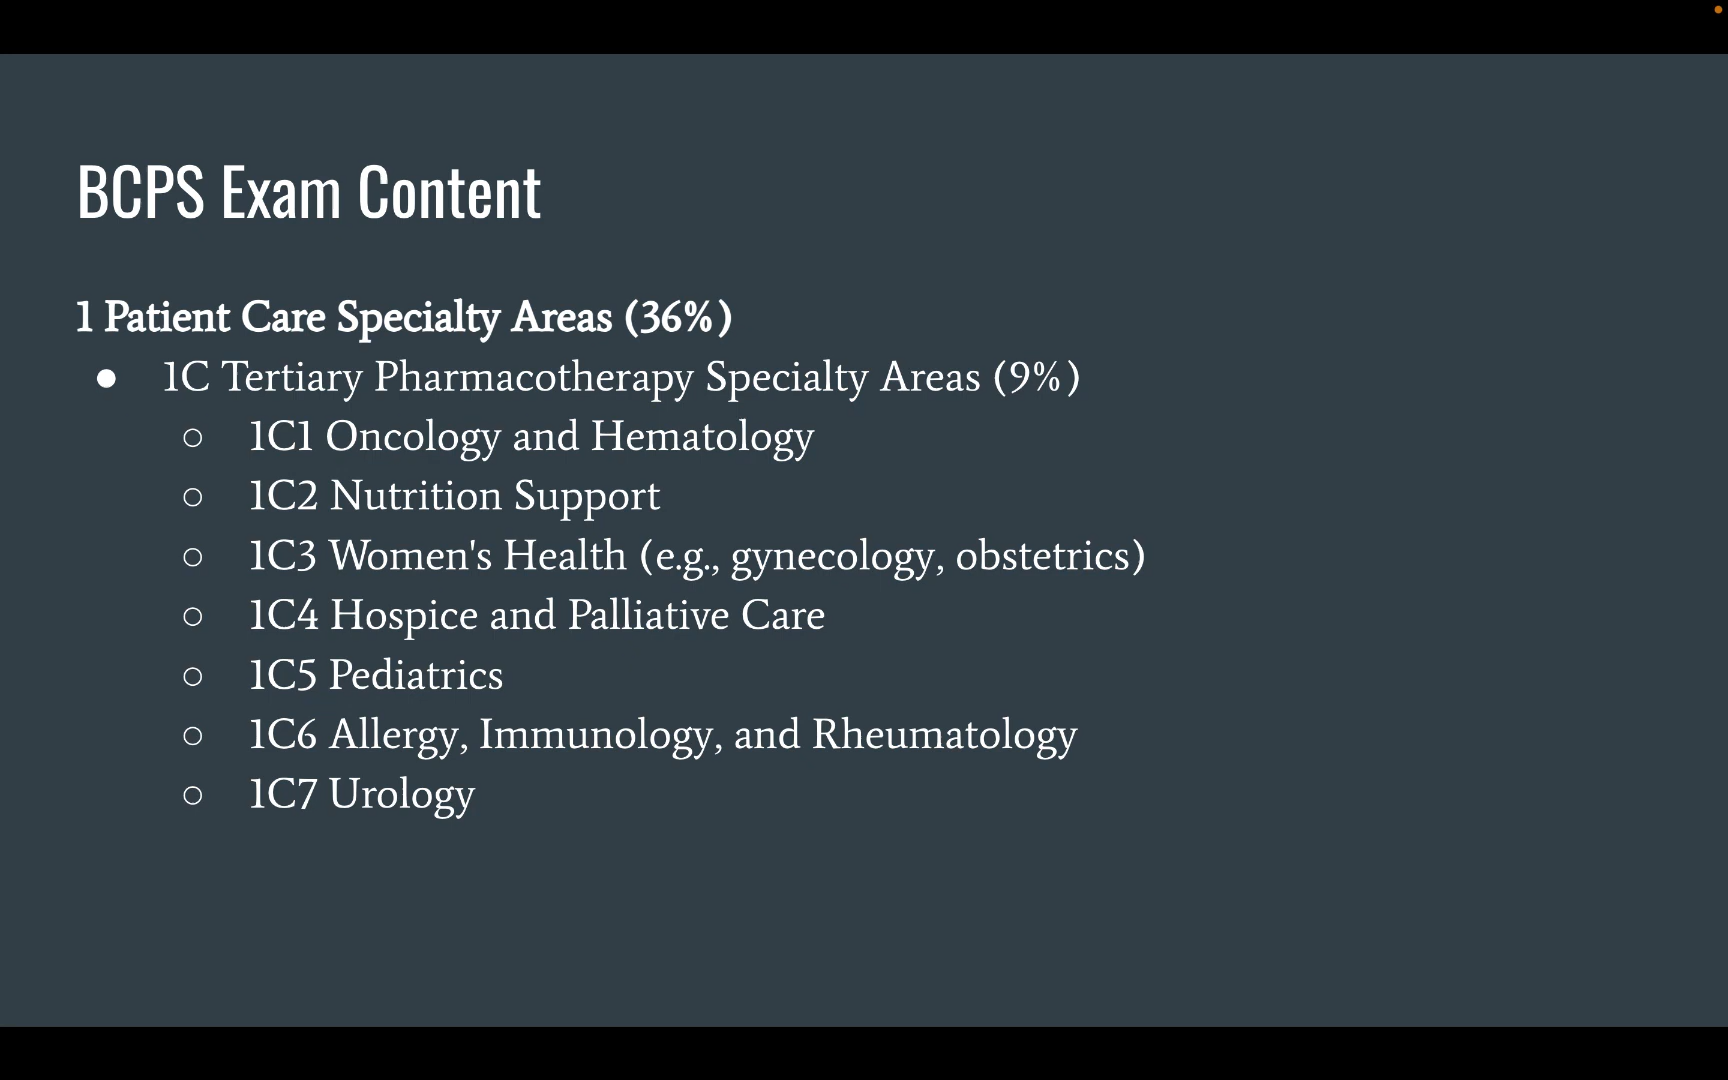 BCPS Exam Content
1 Patient Care Specialty Areas (36%)
● 1C Tertiary Pharmacotherapy Specialty Areas (9%)
○ 1C1 Oncology and Hematology
○ 1C2 Nutrition Support
○ 1C3 Women's Health (e.g., gynecology, obstetrics)
○ 1C4 Hospice and Palliative Care
○ 1C5 Pediatrics
○ 1C6 Allergy, Immunology, and Rheumatology
○ 1C7 Urology